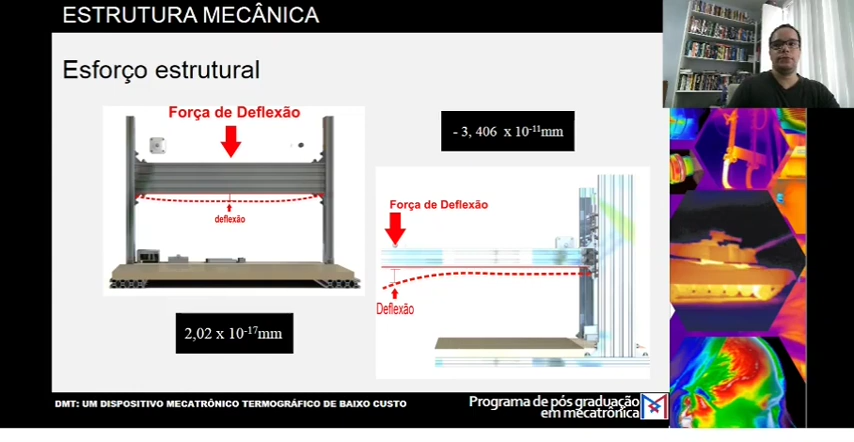 ESTRUTURA MECÂNICA
Esforço estrutural
Força de Deflexão
deflexão
2,02 x 10⁻¹⁷mm
- 3, 406 x 10⁻¹¹mm
Força de Deflexão
Deflexão
DMT: UM DISPOSITIVO MECATRÔNICO TERMOGRÁFICO DE BAIXO CUSTO
Programa de pós graduação
em mecatrônica